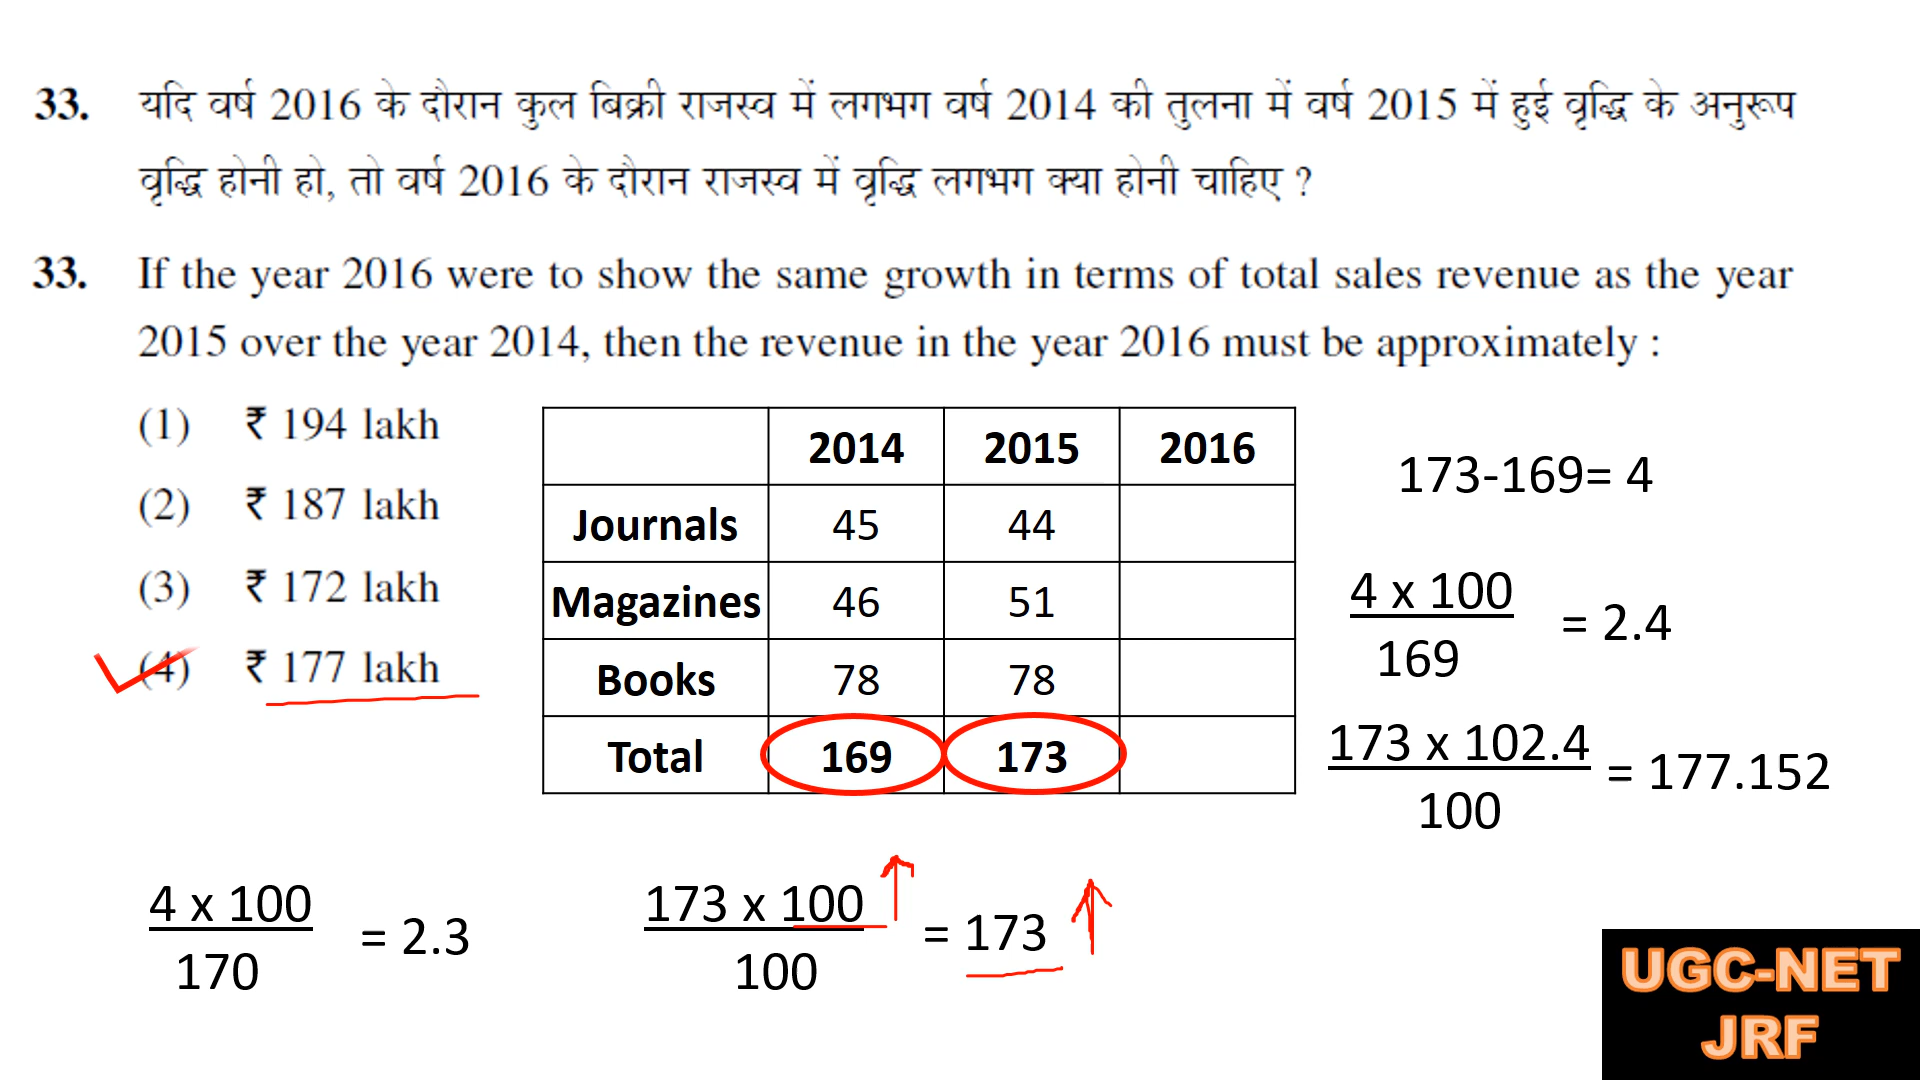 33. यदि वर्ष 2016 के दौरान कुल बिक्री राजस्व में लगभग वर्ष 2014 की तुलना में वर्ष 2015 में हुई वृद्धि के अनुरूप
वृद्धि होनी हो, तो वर्ष 2016 के दौरान राजस्व में वृद्धि लगभग क्या होनी चाहिए ?
33. If the year 2016 were to show the same growth in terms of total sales revenue as the year
2015 over the year 2014, then the revenue in the year 2016 must be approximately :
(1) ₹ 194 lakh
(2) ₹ 187 lakh
(3) ₹ 172 lakh
(4) ₹ 177 lakh
2014 2015 2016
Journals 45 44
Magazines 46 51
Books 78 78
Total 169 173
173-169= 4
4 x 100
= 2.4
169
173 x 102.4
= 177.152
100
4 x 100
= 2.3
170
173 x 100
= 173
100
UGC-NET
JRF